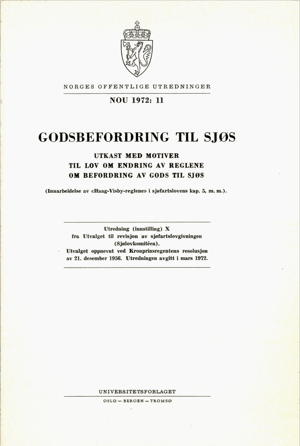 NORGES OFFENTLIGE UTREDNINGER
NOU 1972: 11
GODSBEFORDRING TIL SJØS
UTKAST MED MOTIVER
TIL LOV OM ENDRING AV REGLENE
OM BEFORDRING AV GODS TIL SJØS
(Innarbeidelse av «Haag-Visby-reglene» i sjøfartslovens kap. 5, m. m.).
Utredning (innstilling) X
fra Utvalget til revisjon av sjøfartslovgivningen
(Sjølovkomitéen).
Utvalget oppnevnt ved Kronprinsregentens resolusjon
av 21. desember 1956. Utredningen avgitt i mars 1972.
UNIVERSITETSFORLAGET
OSLO — BERGEN — TROMSØ